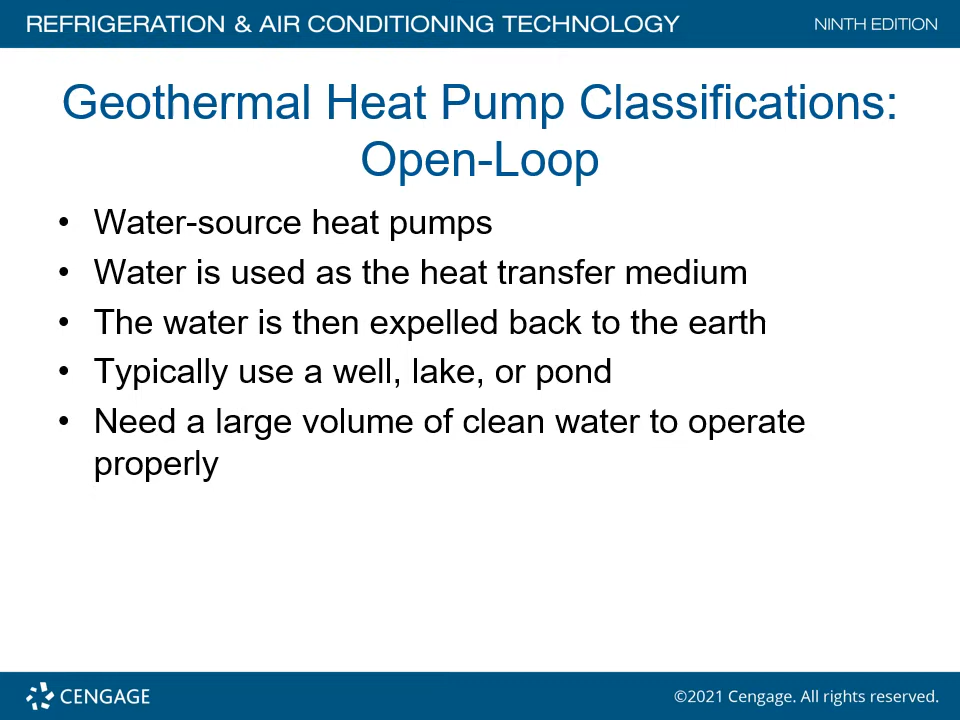 REFRIGERATION & AIR CONDITIONING TECHNOLOGY
NINTH EDITION
Geothermal Heat Pump Classifications:
Open-Loop
• Water-source heat pumps
• Water is used as the heat transfer medium
• The water is then expelled back to the earth
• Typically use a well, lake, or pond
• Need a large volume of clean water to operate
properly
CENGAGE
©2021 Cengage. All rights reserved.